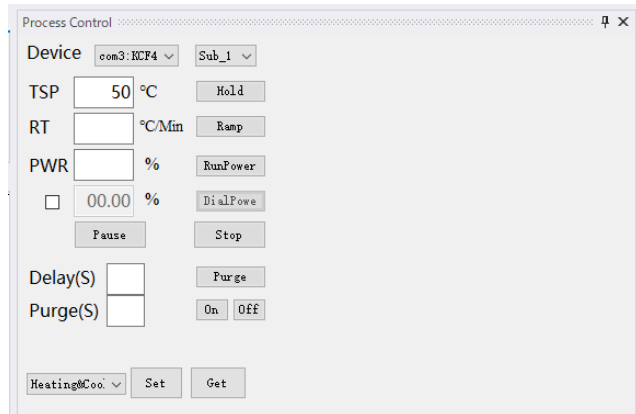 Process Control
Device com3:KCF4 Sub_1
TSP 50 °C Hold
RT °C/Min Ramp
PWR % RunPower
00.00 % DialPowe
Pause Stop
Delay(S) Purge
Purge(S) On Off
Heating&Coo Set Get